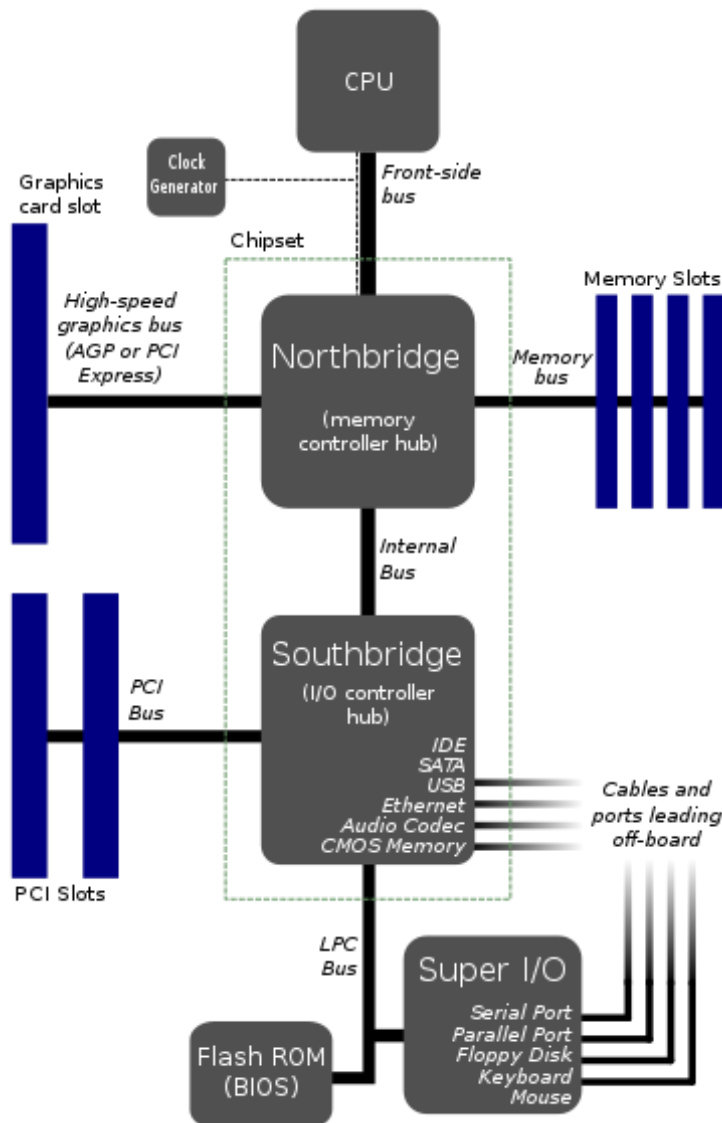 CPU
Clock
Generator
Front-side
bus
Graphics
card slot
Chipset
High-speed
graphics bus
(AGP or PCI
Express)
Northbridge
(memory
controller hub)
Memory
bus
Memory Slots
Internal
Bus
Southbridge
(I/O controller
hub)
PCI
Bus
IDE
SATA
USB
Ethernet
Audio Codec
CMOS Memory
Cables and
ports leading
off-board
PCI Slots
LPC
Bus
Super I/O
Serial Port
Parallel Port
Floppy Disk
Keyboard
Mouse
Flash ROM
(BIOS)